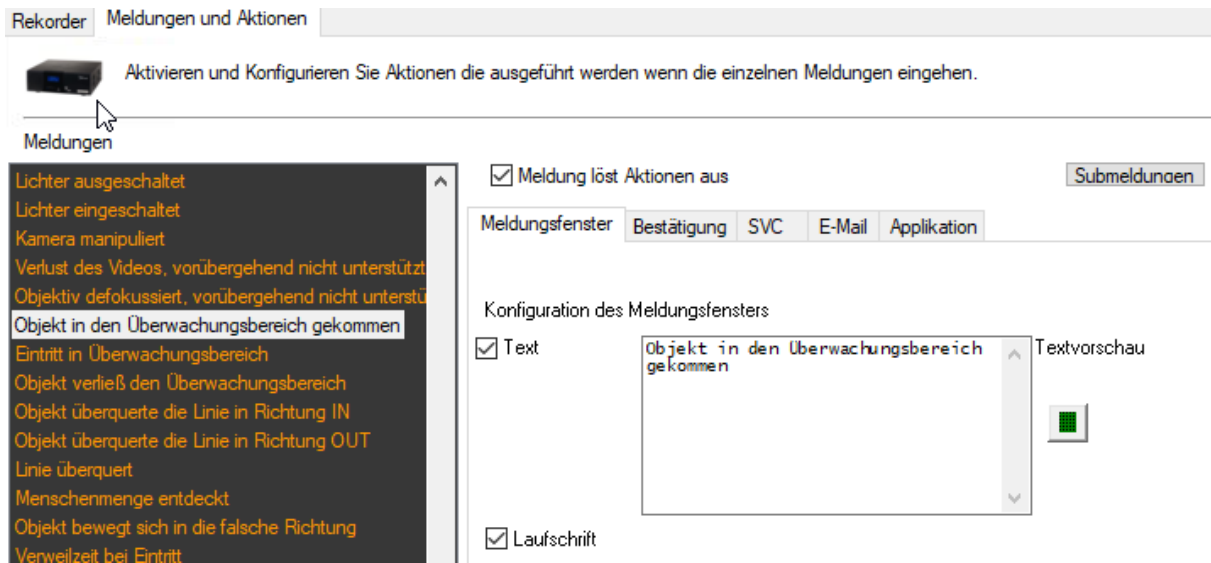 Rekorder
Meldungen und Aktionen
Aktivieren und Konfigurieren Sie Aktionen die ausgeführt werden wenn die einzelnen Meldungen eingehen.
Meldungen
Lichter ausgeschaltet
Lichter eingeschaltet
Kamera manipuliert
Verlust des Videos, vorübergehend nicht unterstützt
Objektiv defokussiert, vorübergehend nicht unterstü
Objekt in den Überwachungsbereich gekommen
Eintritt in Überwachungsbereich
Objekt verließ den Überwachungsbereich
Objekt überquerte die Linie in Richtung IN
Objekt überquerte die Linie in Richtung OUT
Linie überquert
Menschenmenge entdeckt
Objekt bewegt sich in die falsche Richtung
Verweilzeit bei Eintritt
Meldung löst Aktionen aus
Submeldungen
Meldungsfenster
Bestätigung
SVC
E-Mail
Applikation
Konfiguration des Meldungsfensters
Text
Objekt in den Überwachungsbereich
gekommen
Textvorschau
Laufschrift